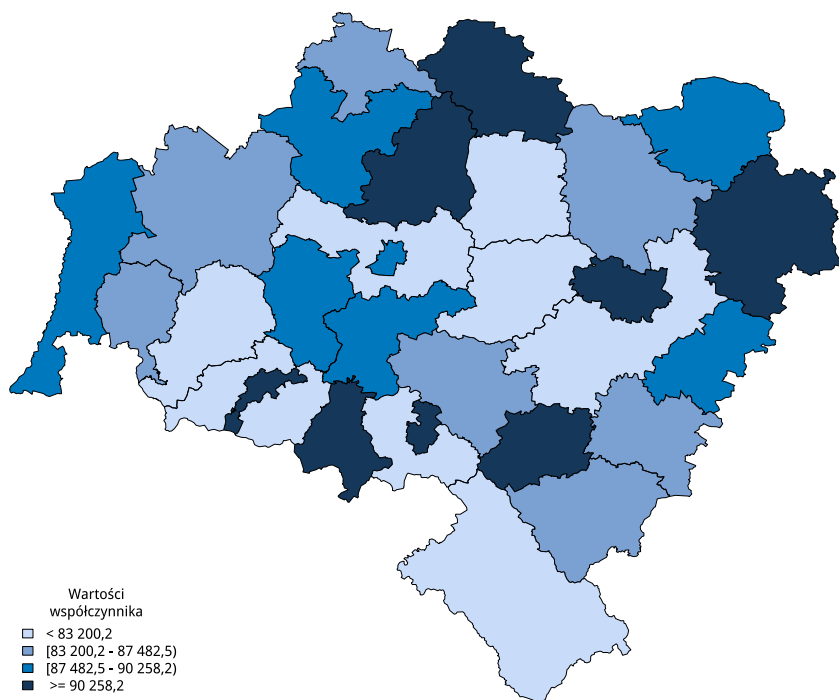 Wartości
współczynnika
< 83 200,2
[83 200,2 - 87 482,5)
[87 482,5 - 90 258,2)
>= 90 258,2